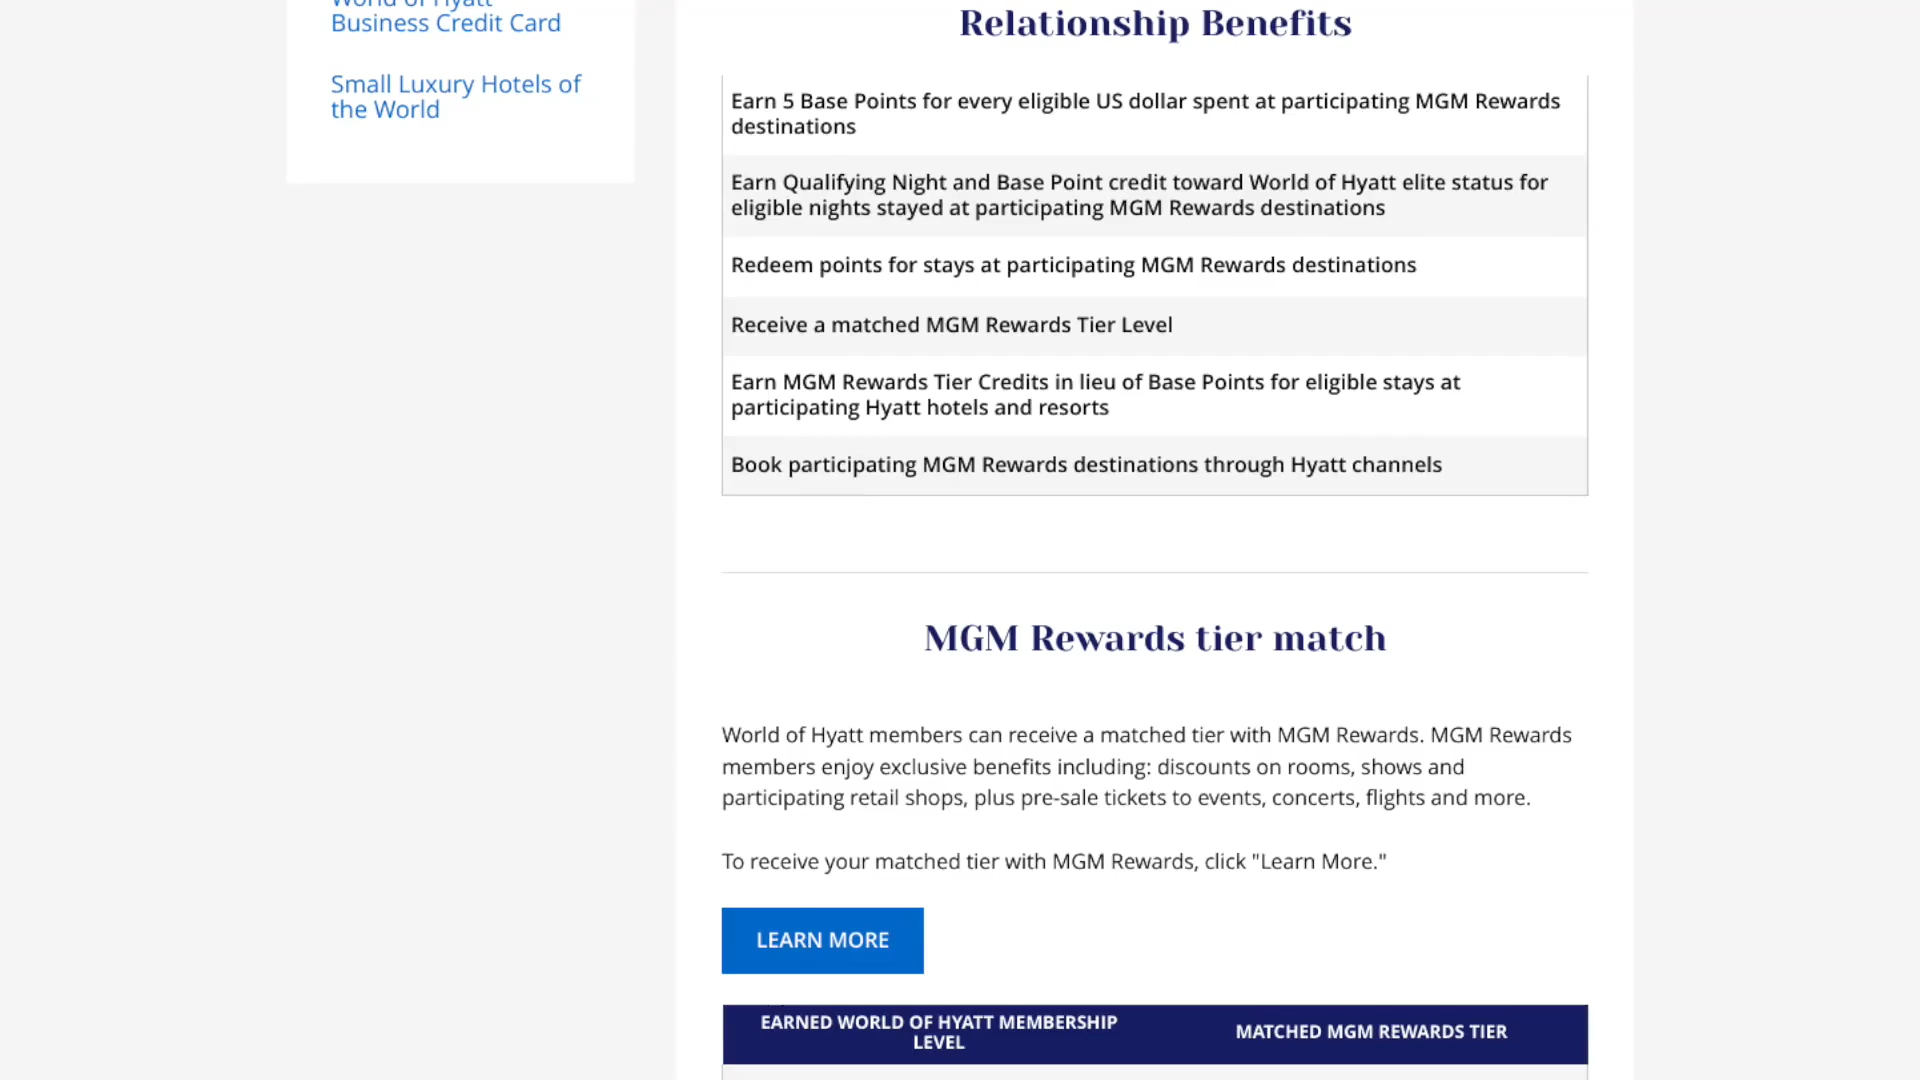 World of Hyatt
Business Credit Card
Small Luxury Hotels of
the World
Relationship Benefits
Earn 5 Base Points for every eligible US dollar spent at participating MGM Rewards
destinations
Earn Qualifying Night and Base Point credit toward World of Hyatt elite status for
eligible nights stayed at participating MGM Rewards destinations
Redeem points for stays at participating MGM Rewards destinations
Receive a matched MGM Rewards Tier Level
Earn MGM Rewards Tier Credits in lieu of Base Points for eligible stays at
participating Hyatt hotels and resorts
Book participating MGM Rewards destinations through Hyatt channels
MGM Rewards tier match
World of Hyatt members can receive a matched tier with MGM Rewards. MGM Rewards
members enjoy exclusive benefits including: discounts on rooms, shows and
participating retail shops, plus pre-sale tickets to events, concerts, flights and more.
To receive your matched tier with MGM Rewards, click "Learn More."
LEARN MORE
EARNED WORLD OF HYATT MEMBERSHIP
LEVEL
MATCHED MGM REWARDS TIER